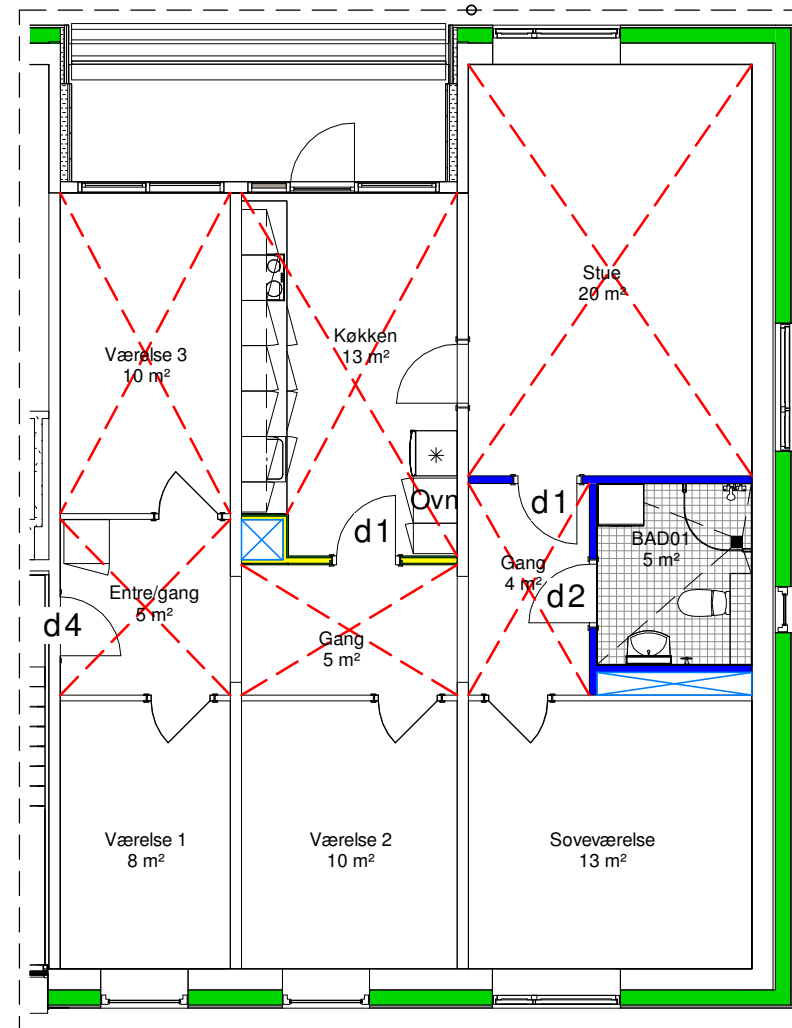 Stue
20 m²
Køkken
13 m²
Værelse 3
10 m²
Ovn
d1
d1
BAD01
5 m²
Gang
4 m²
d2
Entre/gang
5 m²
d4
Gang
5 m²
Værelse 1
8 m²
Værelse 2
10 m²
Soveværelse
13 m²